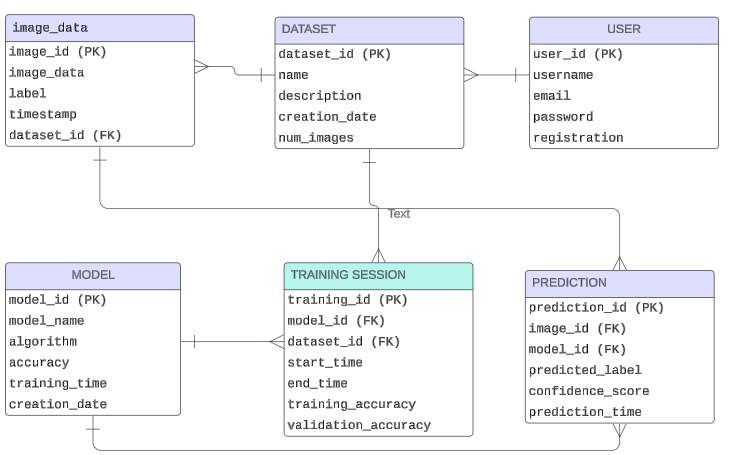 image_data
image_id (PK)
image_data
label
timestamp
dataset_id (FK)
DATASET
dataset_id (PK)
name
description
creation_date
num_images
USER
user_id (PK)
username
email
password
registration
Text
MODEL
model_id (PK)
model_name
algorithm
accuracy
training_time
creation_date
TRAINING SESSION
training_id (PK)
model_id (FK)
dataset_id (FK)
start_time
end_time
training_accuracy
validation_accuracy
PREDICTION
prediction_id (PK)
image_id (FK)
model_id (FK)
predicted_label
confidence_score
prediction_time